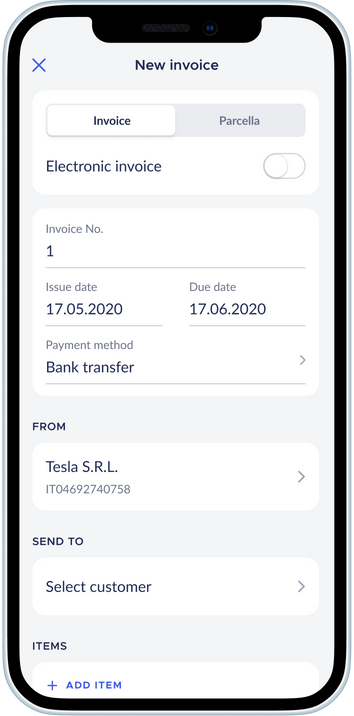 New invoice
Invoice Parcella
Electronic invoice
Invoice No.
1
Issue date Due date
17.05.2020 17.06.2020
Payment method
Bank transfer
FROM
Tesla S.R.L.
IT04692740758
SEND TO
Select customer
ITEMS
+ ADD ITEM